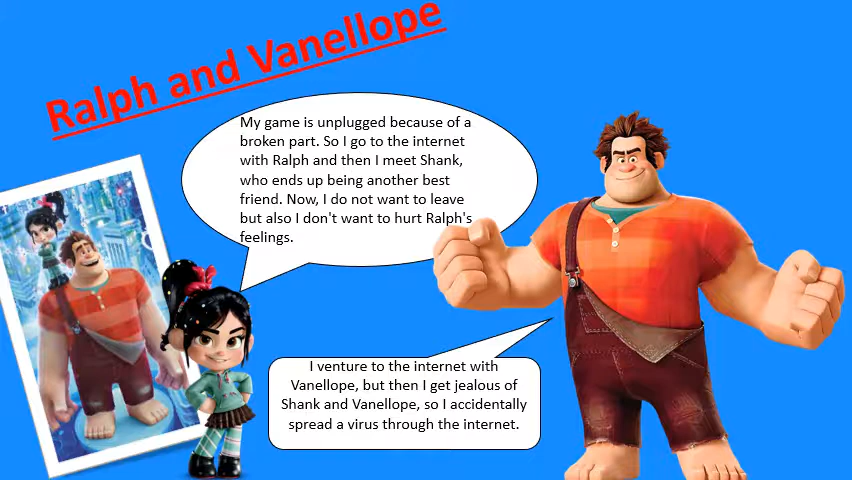 Ralph and Vanellope
My game is unplugged because of a
broken part. So I go to the internet
with Ralph and then I meet Shank,
who ends up being another best
friend. Now, I do not want to leave
but also I don't want to hurt Ralph's
feelings.
I venture to the internet with
Vanellope, but then I get jealous of
Shank and Vanellope, so I accidentally
spread a virus through the internet.